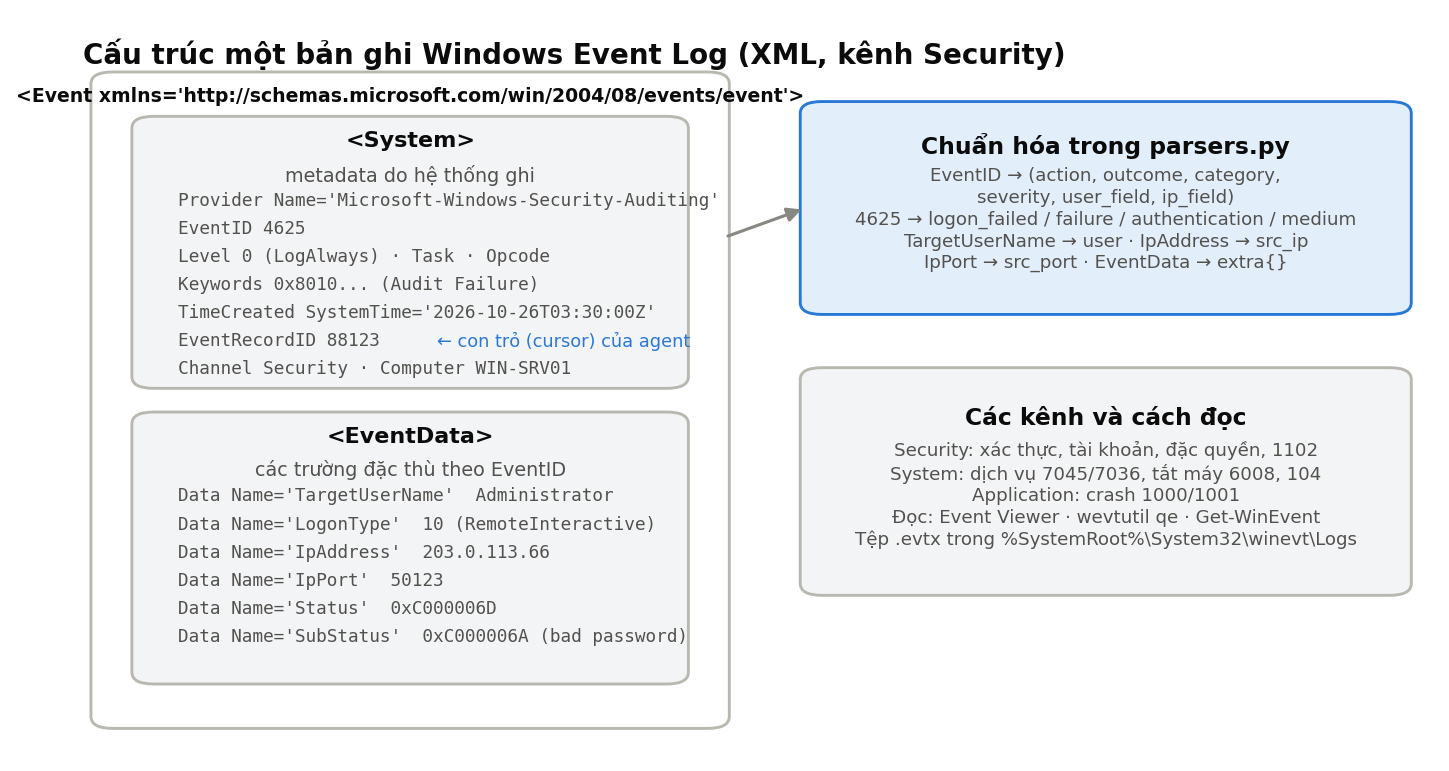 Cấu trúc một bản ghi Windows Event Log (XML, kênh Security)
<Event xmlns='http://schemas.microsoft.com/win/2004/08/events/event'>
<System>
metadata do hệ thống ghi
Provider Name='Microsoft-Windows-Security-Auditing'
EventID 4625
Level 0 (LogAlways) · Task · Opcode
Keywords 0x8010... (Audit Failure)
TimeCreated SystemTime='2026-10-26T03:30:00Z'
EventRecordID 88123 ← con trỏ (cursor) của agent
Channel Security · Computer WIN-SRV01
<EventData>
các trường đặc thù theo EventID
Data Name='TargetUserName'  Administrator
Data Name='LogonType'  10 (RemoteInteractive)
Data Name='IpAddress'  203.0.113.66
Data Name='IpPort'  50123
Data Name='Status'  0xC000006D
Data Name='SubStatus'  0xC000006A (bad password)
Chuẩn hóa trong parsers.py
EventID → (action, outcome, category,
severity, user_field, ip_field)
4625 → logon_failed / failure / authentication / medium
TargetUserName → user · IpAddress → src_ip
IpPort → src_port · EventData → extra{}
Các kênh và cách đọc
Security: xác thực, tài khoản, đặc quyền, 1102
System: dịch vụ 7045/7036, tắt máy 6008, 104
Application: crash 1000/1001
Đọc: Event Viewer · wevtutil qe · Get-WinEvent
Tệp .evtx trong %SystemRoot%\System32\winevt\Logs